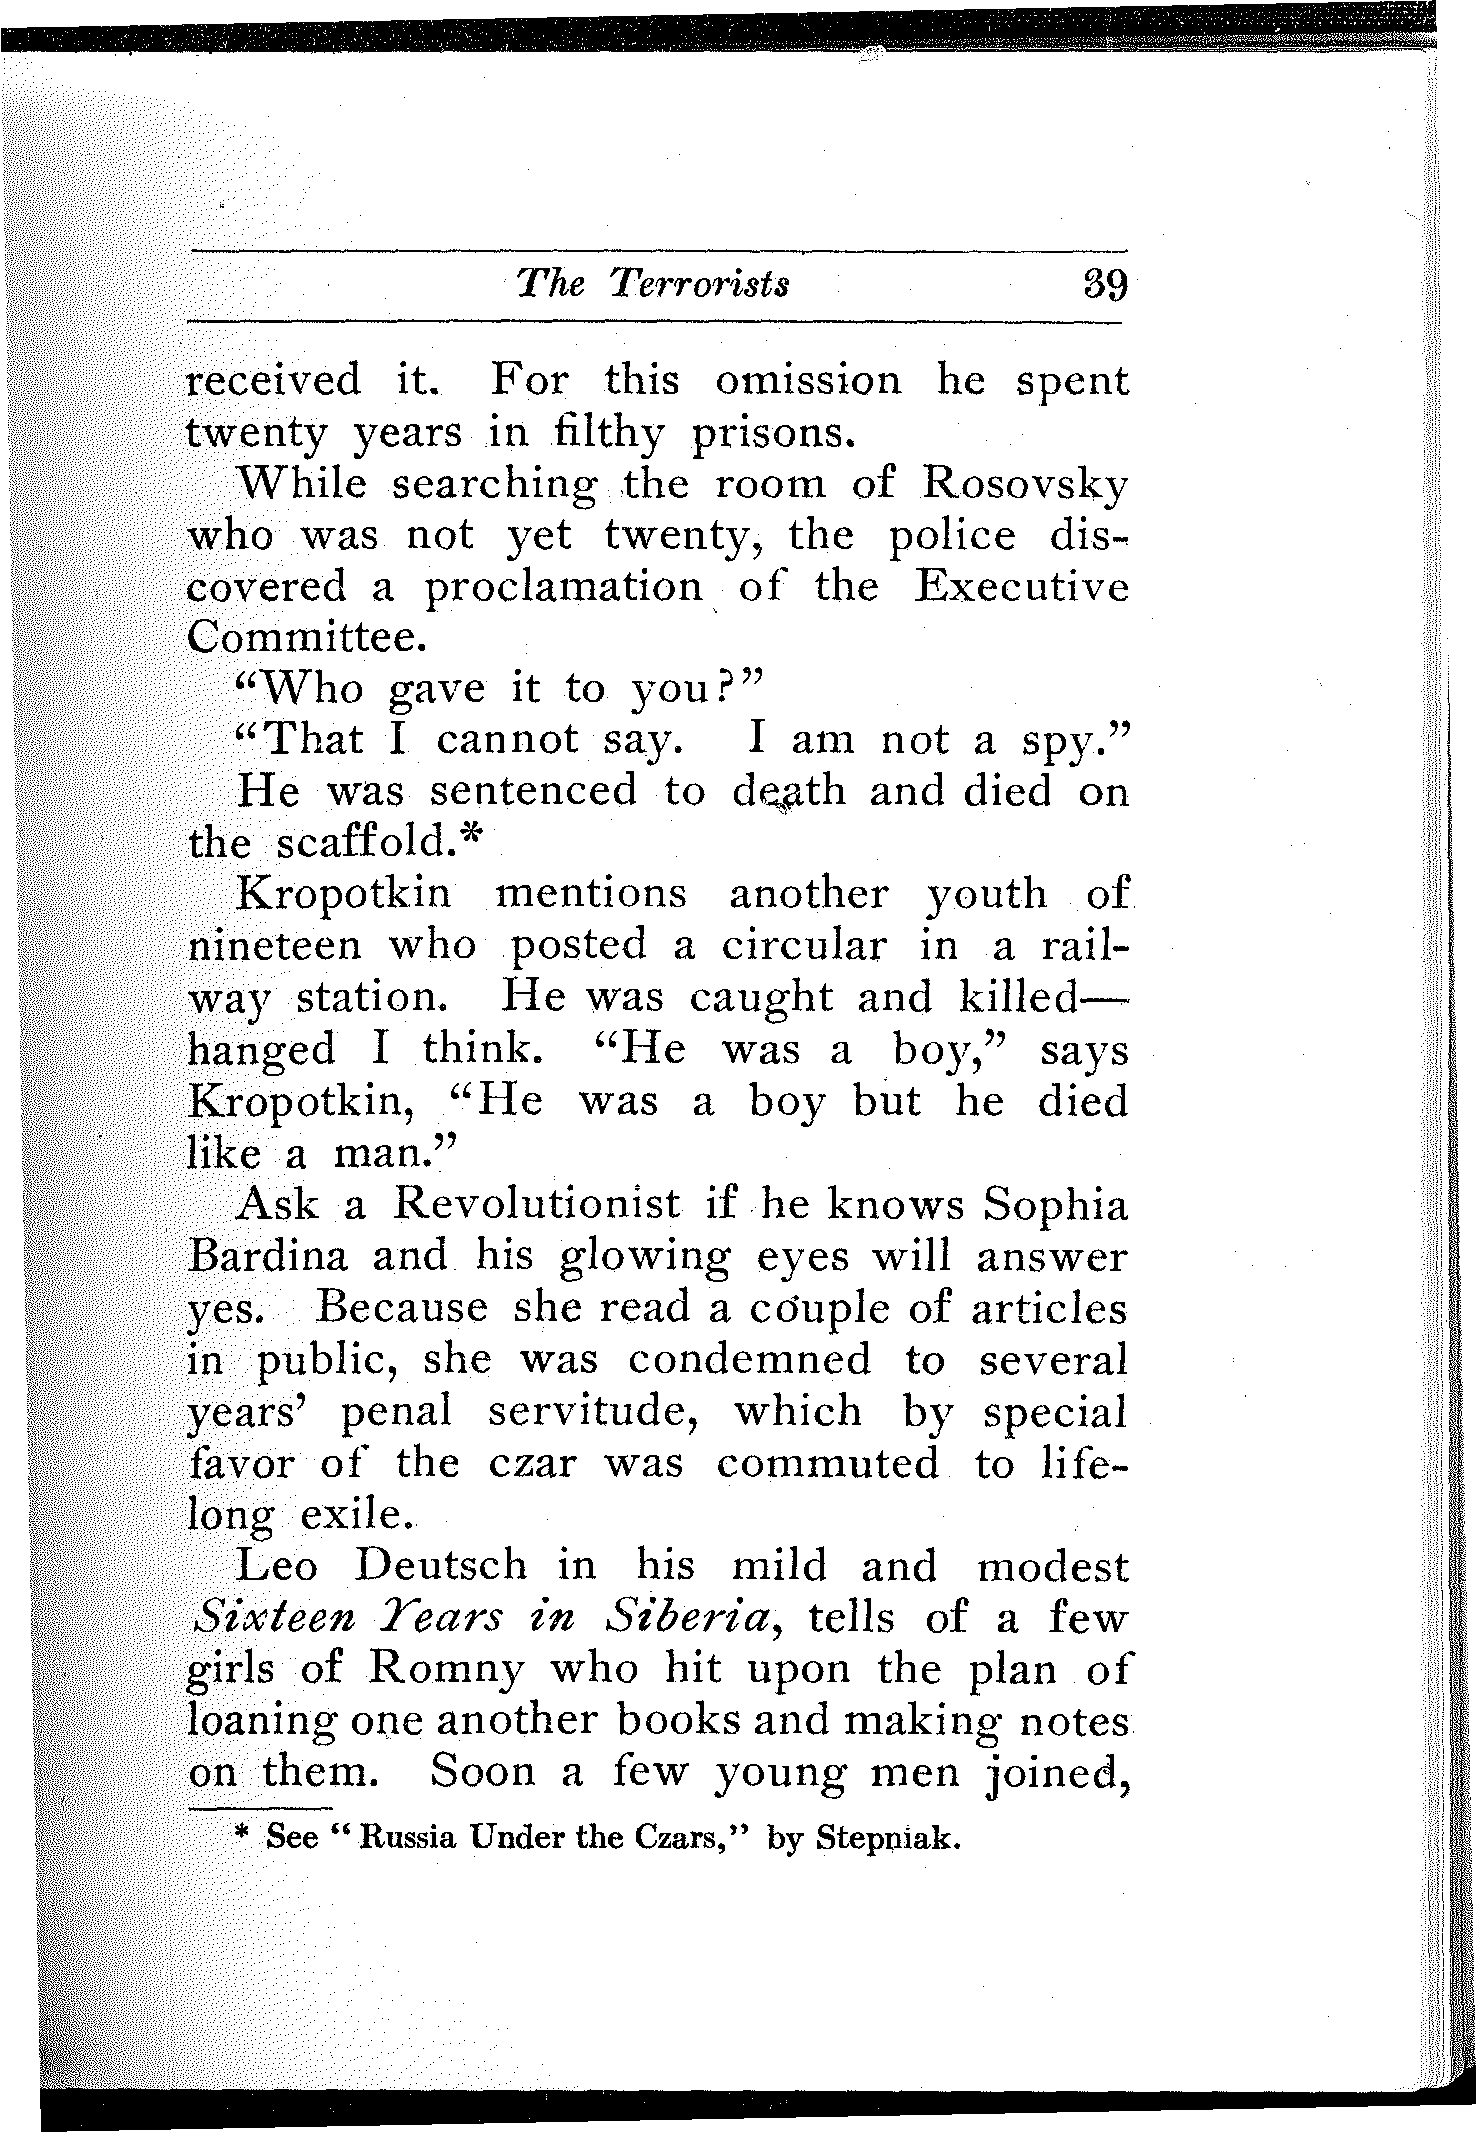 The Terrorists 39
received it. For this omission he spent
twenty years in filthy prisons.
While searching the room of Rosovsky
who was not yet twenty, the police dis-
covered a proclamation of the Executive
Committee.
“Who gave it to you?”
“That I cannot say. I am not a spy.”
He was sentenced to death and died on
the scaffold.*
Kropotkin mentions another youth of
nineteen who posted a circular in a rail-
way station. He was caught and killed—
hanged I think. “He was a boy,” says
Kropotkin, “He was a boy but he died
like a man.”
Ask a Revolutionist if he knows Sophia
Bardina and his glowing eyes will answer
yes. Because she read a couple of articles
in public, she was condemned to several
years’ penal servitude, which by special
favor of the czar was commuted to life-
long exile.
Leo Deutsch in his mild and modest
Sixteen Years in Siberia, tells of a few
girls of Romny who hit upon the plan of
loaning one another books and making notes
on them. Soon a few young men joined,
* See “Russia Under the Czars,” by Stepniak.